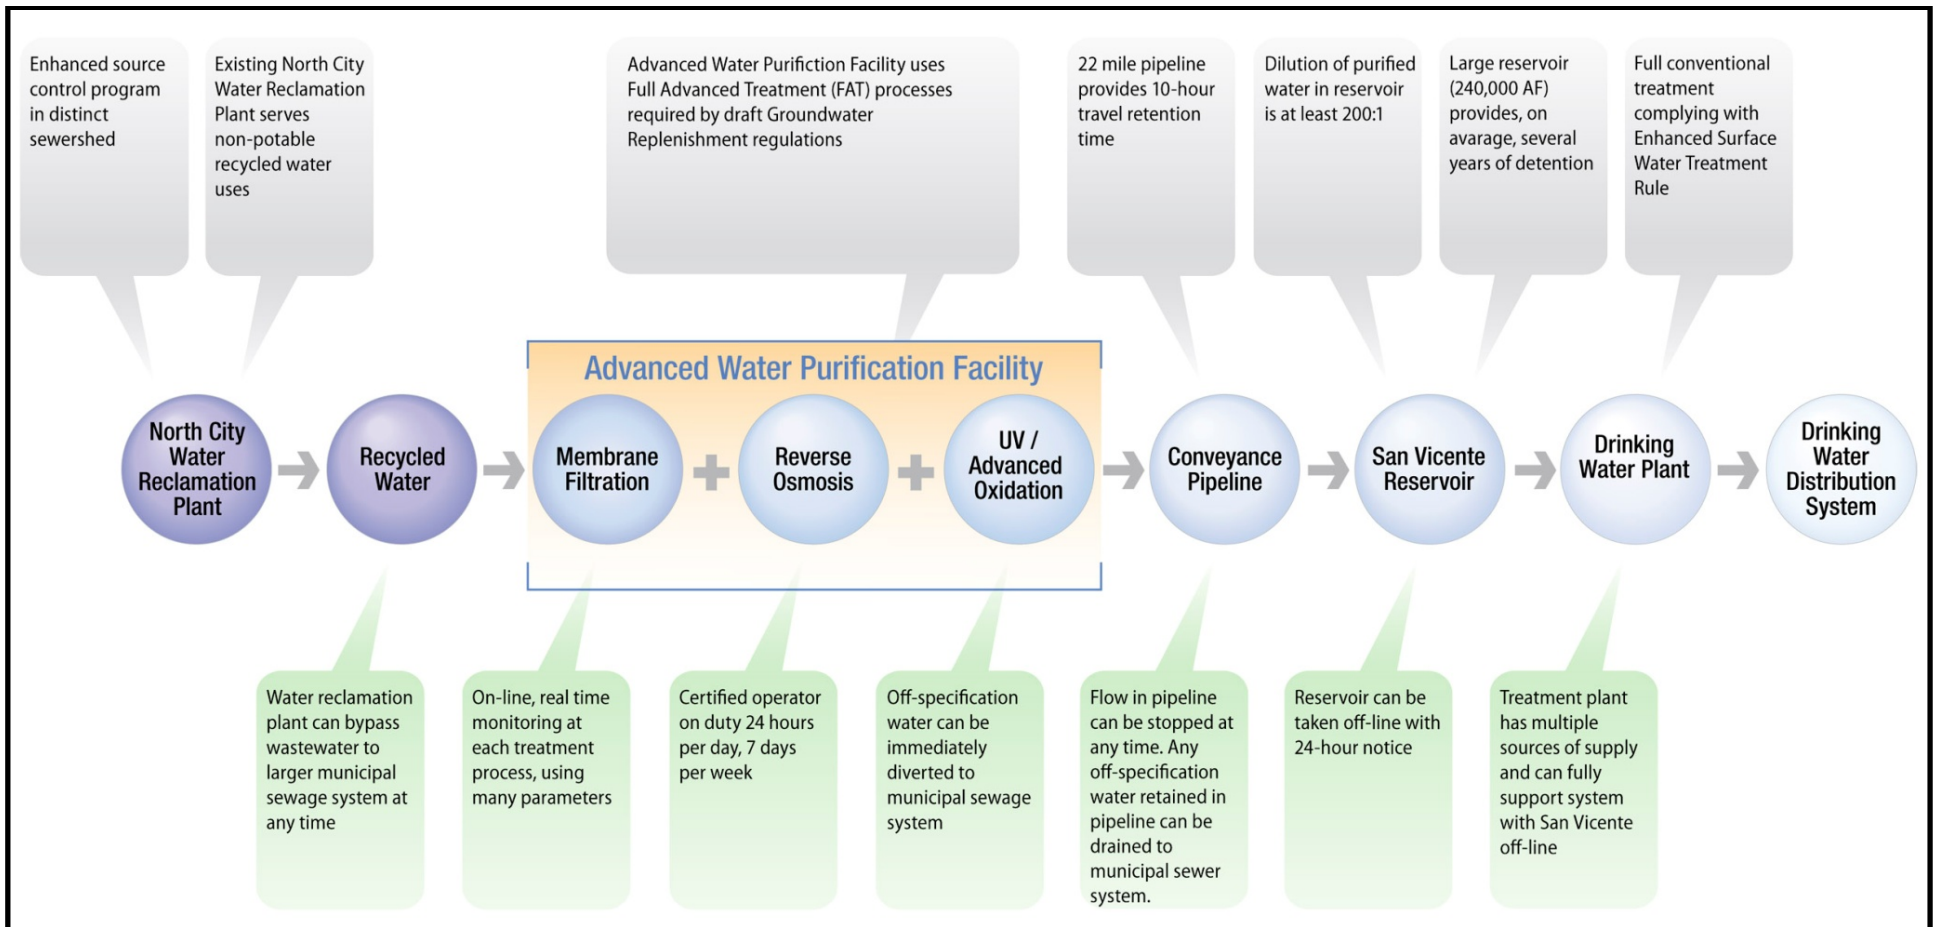 Enhanced source
control program
in distinct
sewershed
Existing North City
Water Reclamation
Plant serves
non-potable
recycled water
uses
Advanced Water Purifiction Facility uses
Full Advanced Treatment (FAT) processes
required by draft Groundwater
Replenishment regulations
22 mile pipeline
provides 10-hour
travel retention
time
Dilution of purified
water in reservoir
is at least 200:1
Large reservoir
(240,000 AF)
provides, on
avarage, several
years of detention
Full conventional
treatment
complying with
Enhanced Surface
Water Treatment
Rule
Advanced Water Purification Facility
North City
Water
Reclamation
Plant
Recycled
Water
Membrane
Filtration
Reverse
Osmosis
UV /
Advanced
Oxidation
Conveyance
Pipeline
San Vicente
Reservoir
Drinking
Water Plant
Drinking
Water
Distribution
System
Water reclamation
plant can bypass
wastewater to
larger municipal
sewage system at
any time
On-line, real time
monitoring at
each treatment
process, using
many parameters
Certified operator
on duty 24 hours
per day, 7 days
per week
Off-specification
water can be
immediately
diverted to
municipal sewage
system
Flow in pipeline
can be stopped at
any time. Any
off-specification
water retained in
pipeline can be
drained to
municipal sewer
system.
Reservoir can be
taken off-line with
24-hour notice
Treatment plant
has multiple
sources of supply
and can fully
support system
with San Vicente
off-line